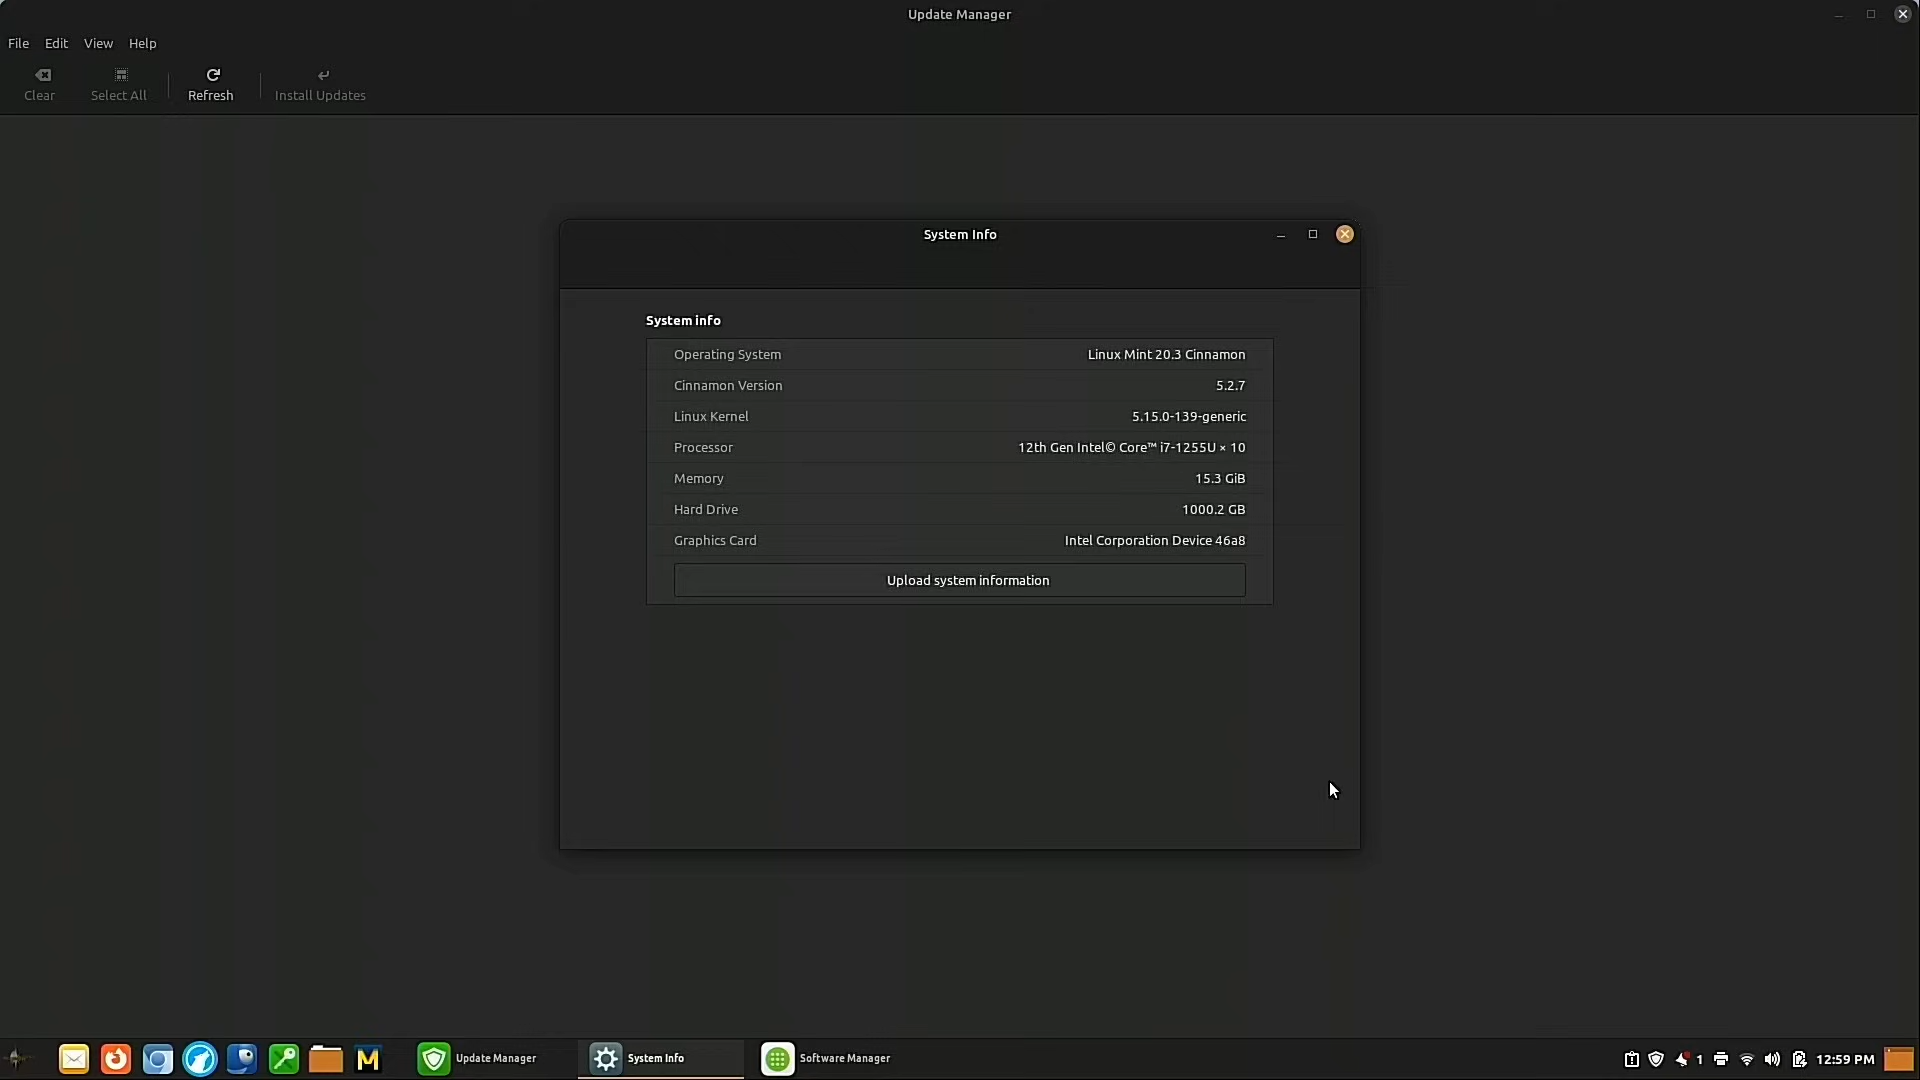 Update Manager
File Edit View Help
Clear Select All Refresh Install Updates
System Info
System info
Operating System Linux Mint 20.3 Cinnamon
Cinnamon Version 5.2.7
Linux Kernel 5.15.0-139-generic
Processor 12th Gen Intel© Core™ i7-1255U × 10
Memory 15.3 GiB
Hard Drive 1000.2 GB
Graphics Card Intel Corporation Device 46a8
Upload system information
M Update Manager System Info Software Manager 1 12:59 PM